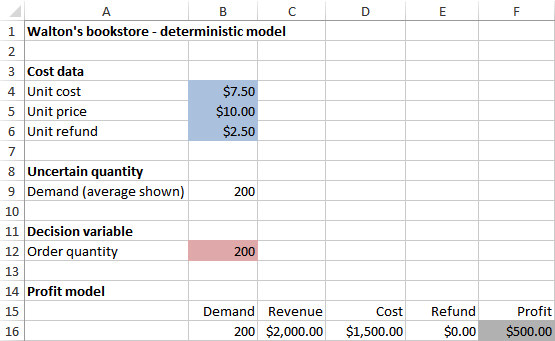 A B C D E F
1 Walton's bookstore - deterministic model
2
3 Cost data
4 Unit cost $7.50
5 Unit price $10.00
6 Unit refund $2.50
7
8 Uncertain quantity
9 Demand (average shown) 200
10
11 Decision variable
12 Order quantity 200
13
14 Profit model
15 Demand Revenue Cost Refund Profit
16 200 $2,000.00 $1,500.00 $0.00 $500.00